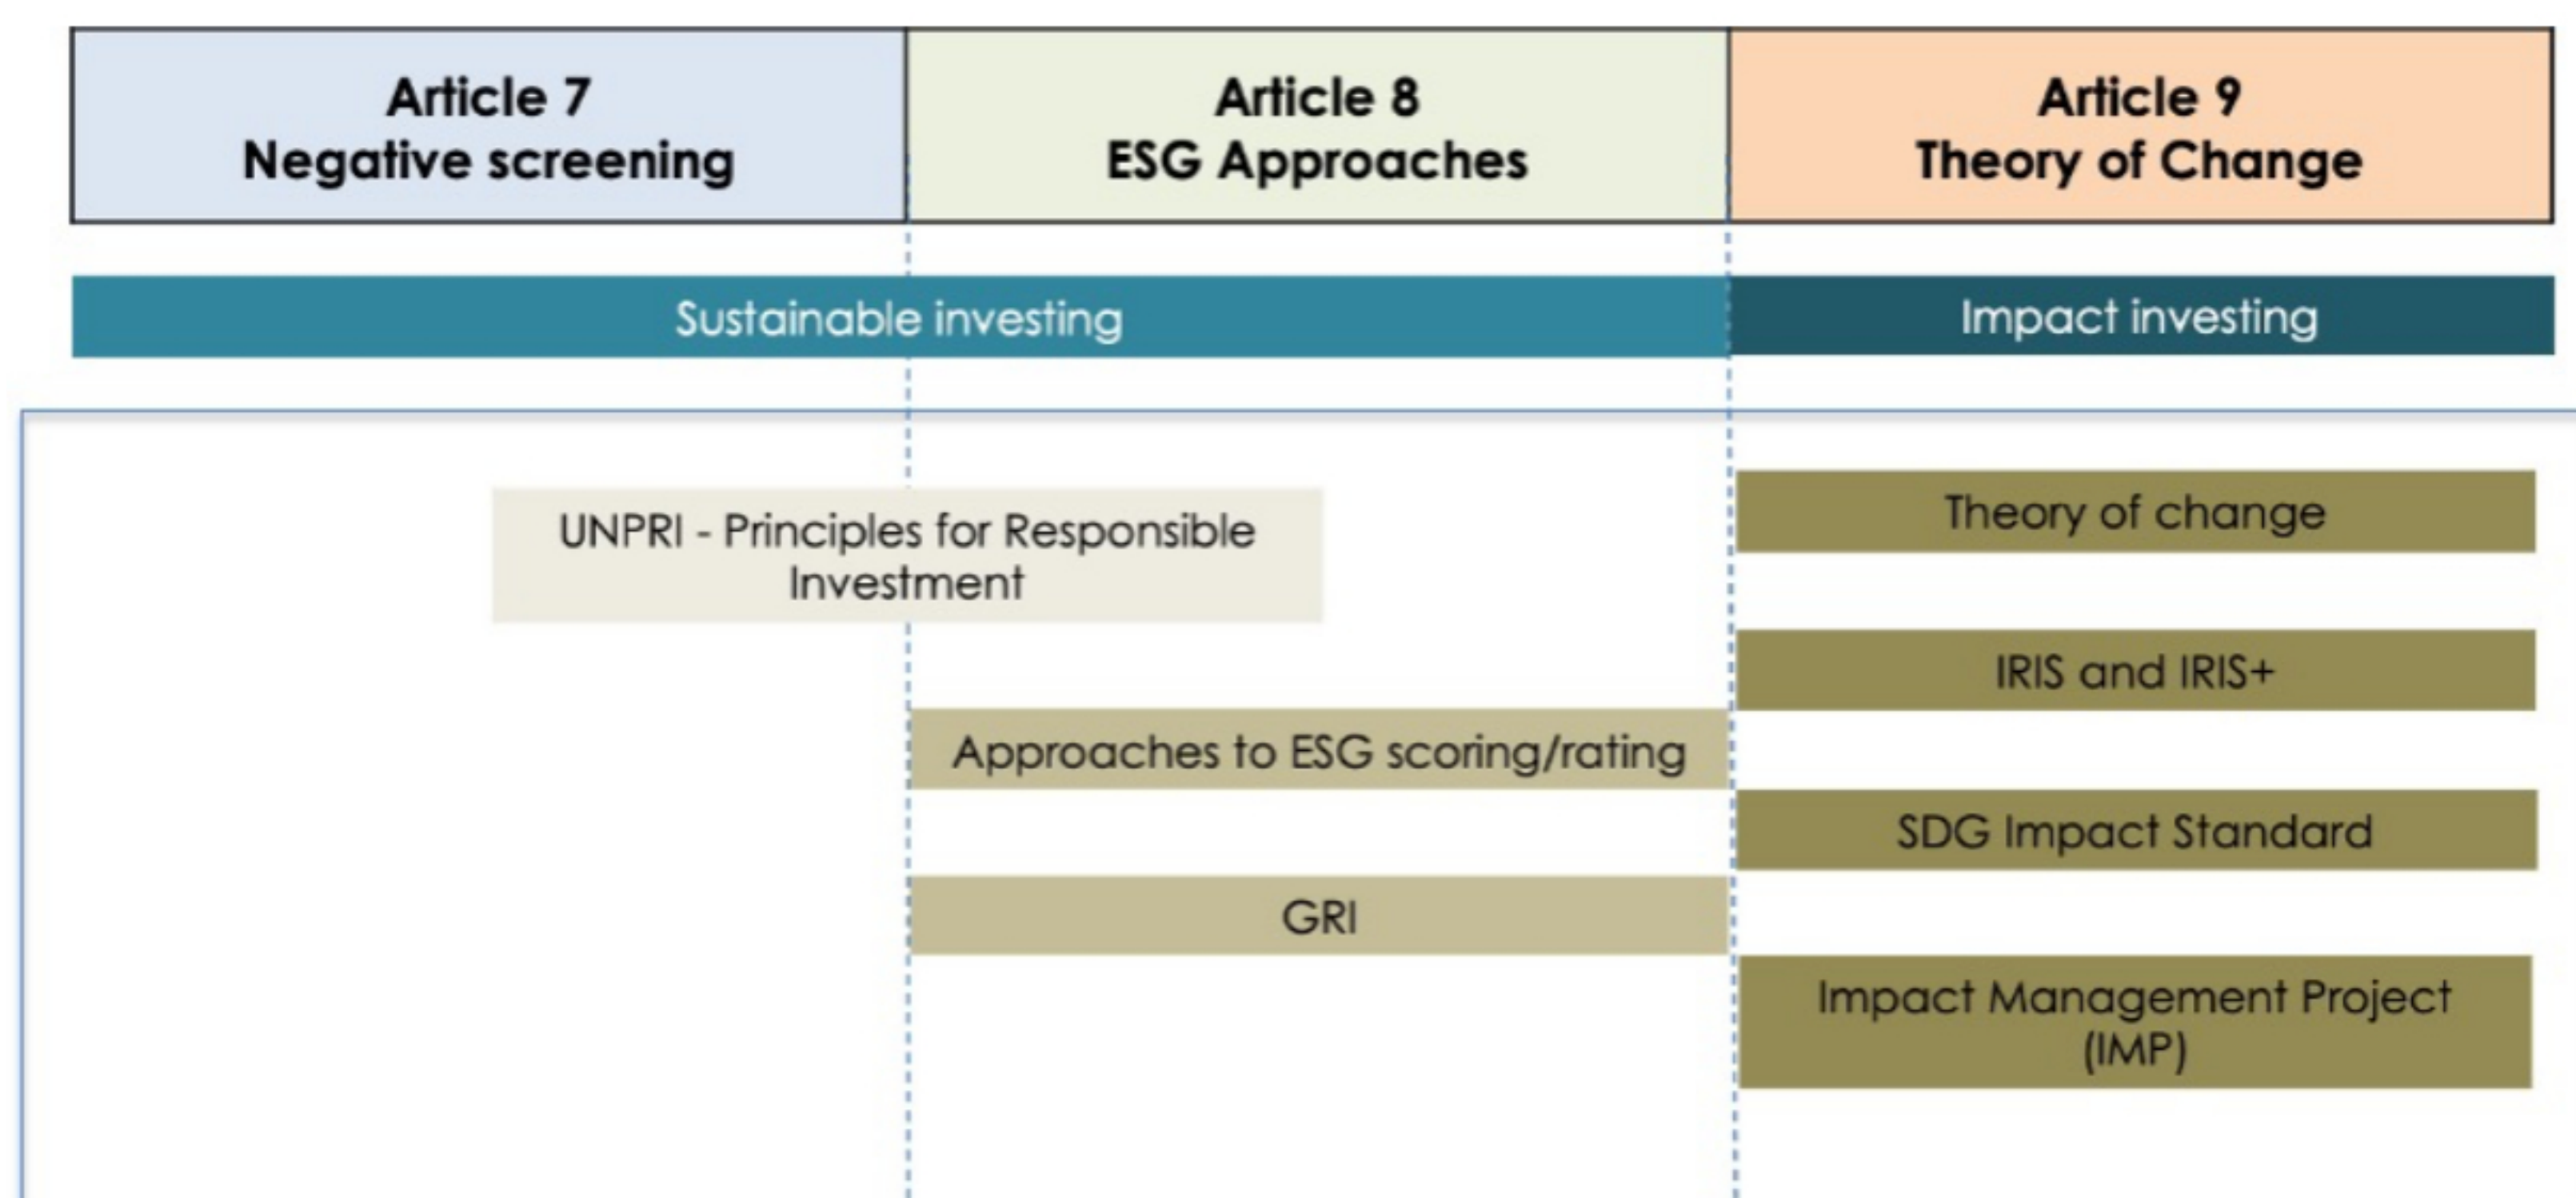 Article 7
Negative screening
Article 8
ESG Approaches
Article 9
Theory of Change
Sustainable investing
Impact investing
UNPRI - Principles for Responsible
Investment
Theory of change
IRIS and IRIS+
Approaches to ESG scoring/rating
SDG Impact Standard
GRI
Impact Management Project
(IMP)